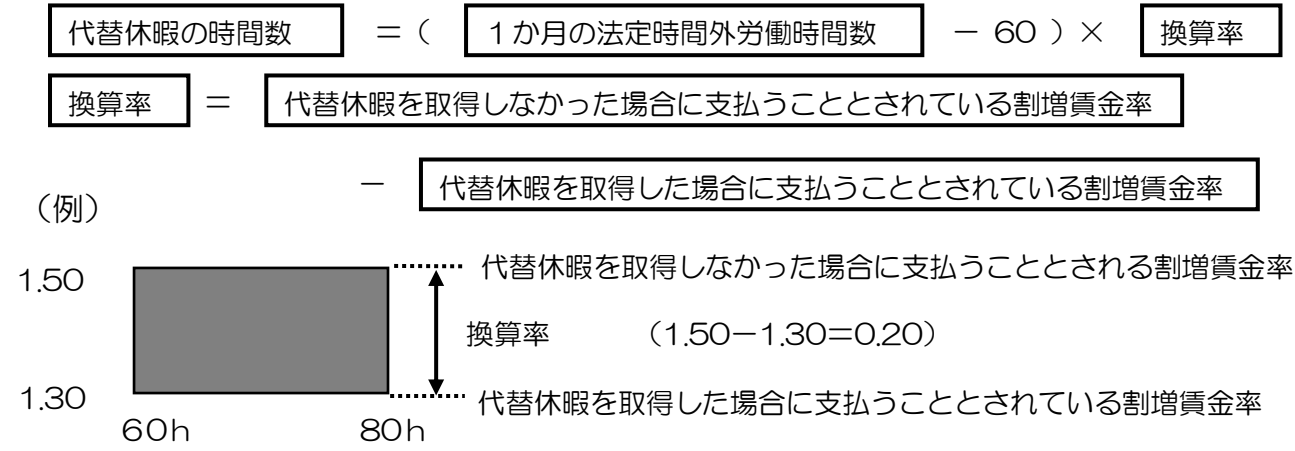 代替休暇の時間数 ＝（ １か月の法定時間外労働時間数 － 60 ）× 換算率
換算率 ＝ 代替休暇を取得しなかった場合に支払うこととされている割増賃金率
－ 代替休暇を取得した場合に支払うこととされている割増賃金率
（例）
1.50 代替休暇を取得しなかった場合に支払うこととされる割増賃金率
換算率 （1.50－1.30＝0.20）
1.30 代替休暇を取得した場合に支払うこととされている割増賃金率
60h 80h